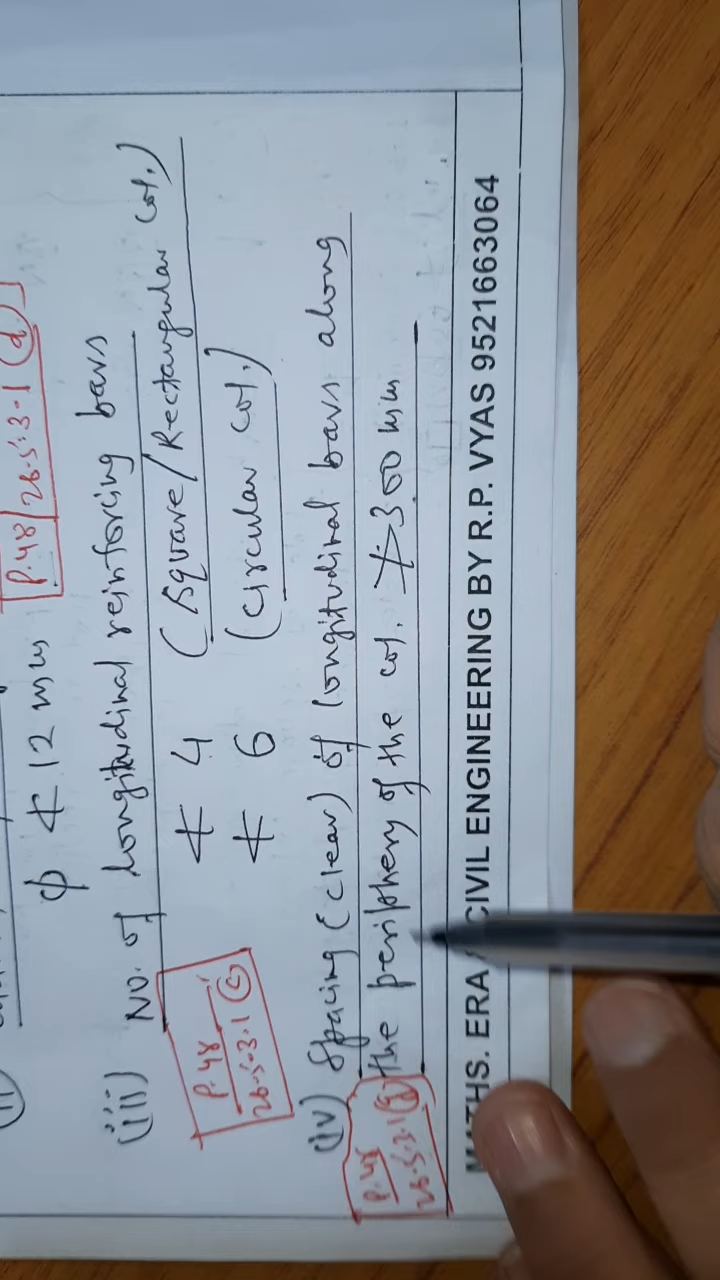 φ ≮ 12 mm P.48/26.5.3.1 (d)
(iii) No. of longitudinal reinforcing bars
≮ 4 (Square/Rectangular col.)
≮ 6 (Circular col.)
P.48
26.5.3.1 (c)
(iv) Spacing (clear) of longitudinal bars along
the periphery of the col. ≯ 300 mm
P.48
26.5.3.1 (g)
MATHS. ERA CIVIL ENGINEERING BY R.P. VYAS 9521663064